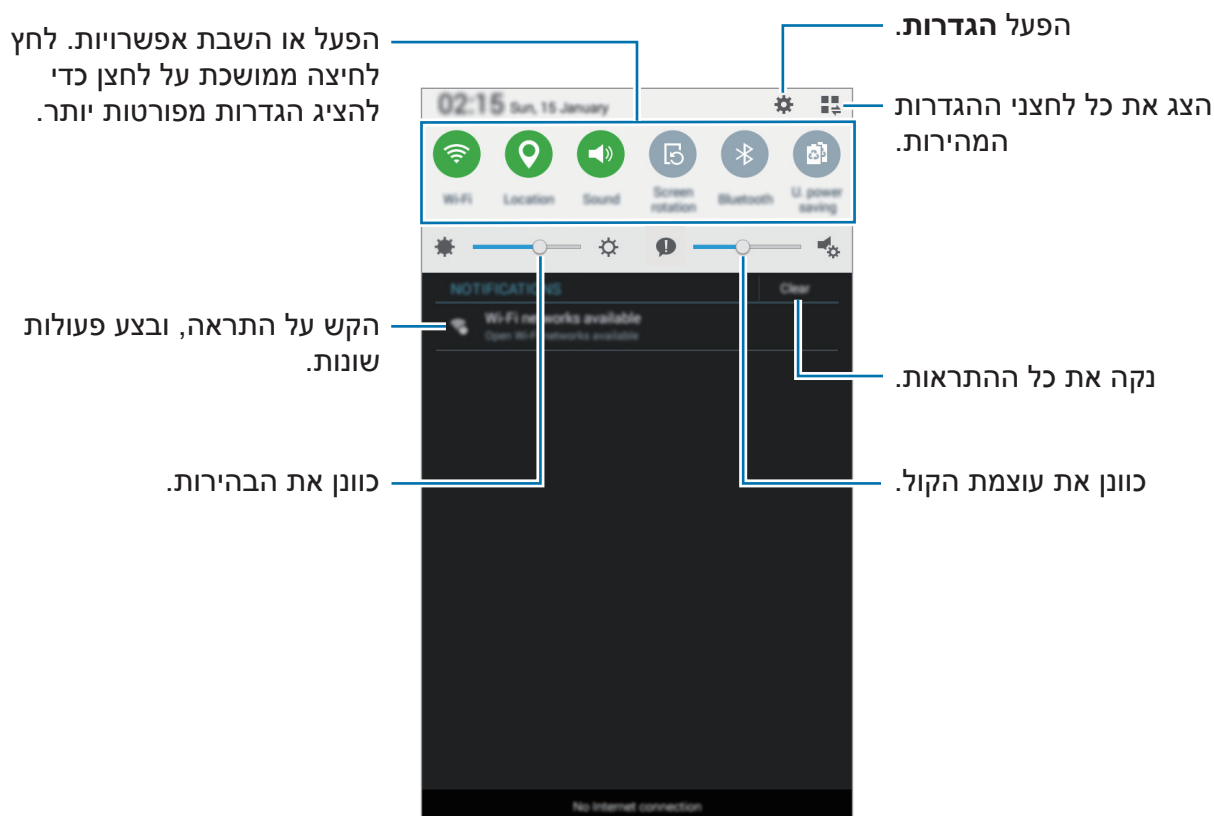 הפעל הגדרות.
הפעל או השבת אפשרויות. לחץ
לחיצה ממושכת על לחצן כדי
להציג הגדרות מפורטות יותר.
הצג את כל לחצני ההגדרות
המהירות.
02:15 Sun, 15 January
Wi-Fi
Location
Sound
Screen
rotation
Bluetooth
U. power
saving
NOTIFICATIONS
Clear
Wi-Fi networks available
Open Wi-Fi networks available
הקש על התראה, ובצע פעולות
שונות.
נקה את כל ההתראות.
כוונן את הבהירות.
כוונן את עוצמת הקול.
No Internet connection